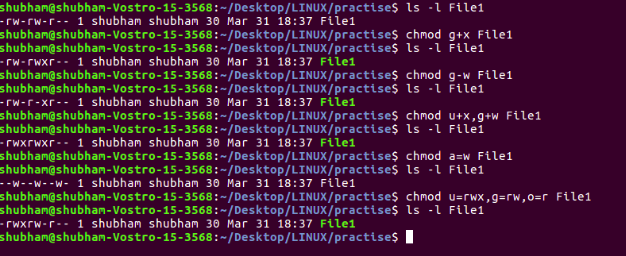 shubham@shubham-Vostro-15-3568:~/Desktop/LINUX/practise$ ls -l File1
-rw-rw-r-- 1 shubham shubham 30 Mar 31 18:37 File1
shubham@shubham-Vostro-15-3568:~/Desktop/LINUX/practise$ chmod g+x File1
shubham@shubham-Vostro-15-3568:~/Desktop/LINUX/practise$ ls -l File1
-rw-rwxr-- 1 shubham shubham 30 Mar 31 18:37 File1
shubham@shubham-Vostro-15-3568:~/Desktop/LINUX/practise$ chmod g-w File1
shubham@shubham-Vostro-15-3568:~/Desktop/LINUX/practise$ ls -l File1
-rw-r-xr-- 1 shubham shubham 30 Mar 31 18:37 File1
shubham@shubham-Vostro-15-3568:~/Desktop/LINUX/practise$ chmod u+x,g+w File1
shubham@shubham-Vostro-15-3568:~/Desktop/LINUX/practise$ ls -l File1
-rwxrwxr-- 1 shubham shubham 30 Mar 31 18:37 File1
shubham@shubham-Vostro-15-3568:~/Desktop/LINUX/practise$ chmod a=w File1
shubham@shubham-Vostro-15-3568:~/Desktop/LINUX/practise$ ls -l File1
--w--w--w- 1 shubham shubham 30 Mar 31 18:37 File1
shubham@shubham-Vostro-15-3568:~/Desktop/LINUX/practise$ chmod u=rwx,g=rw,o=r File1
shubham@shubham-Vostro-15-3568:~/Desktop/LINUX/practise$ ls -l File1
-rwxrw-r-- 1 shubham shubham 30 Mar 31 18:37 File1
shubham@shubham-Vostro-15-3568:~/Desktop/LINUX/practise$